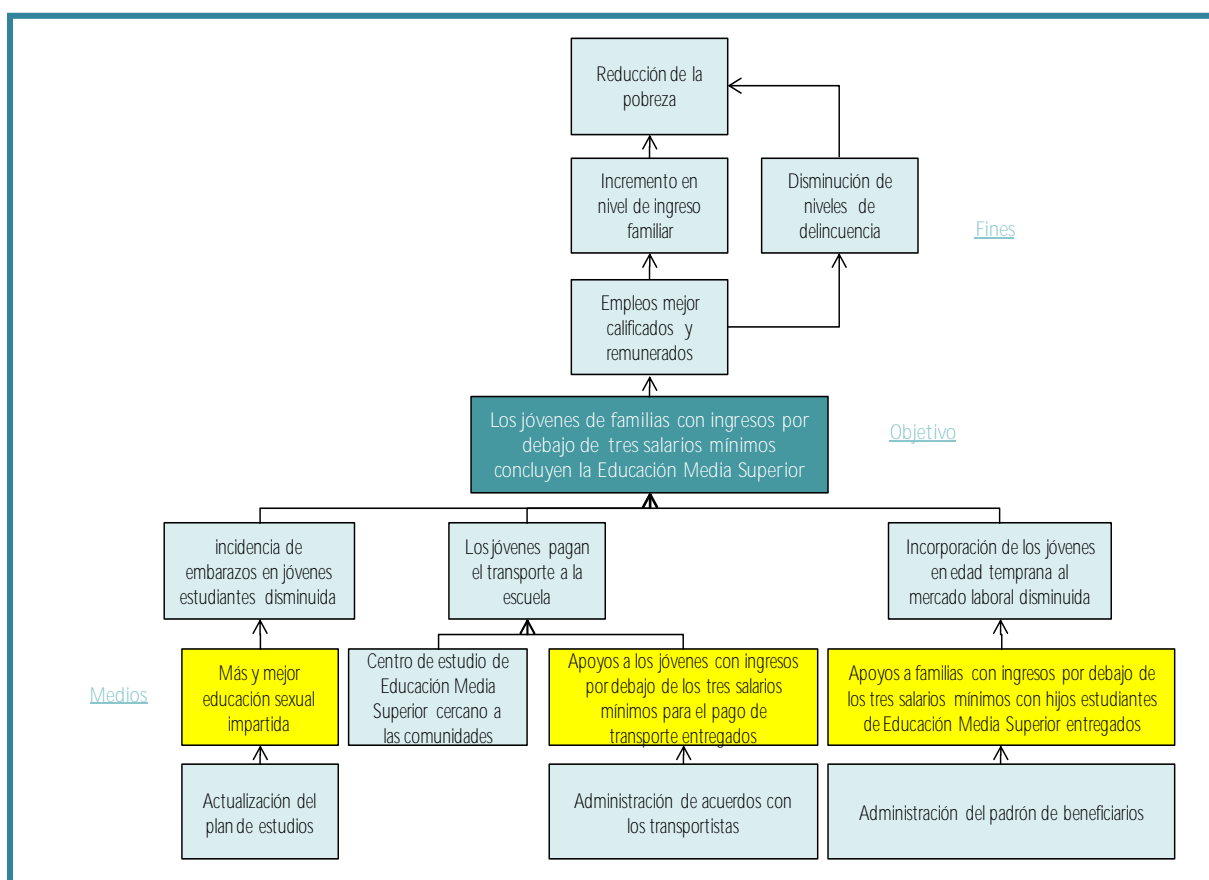 Reducción de la
pobreza
Incremento en
nivel de ingreso
familiar
Disminución de
niveles de
delincuencia
Fines
Empleos mejor
calificados y
remunerados
Los jóvenes de familias con ingresos por
debajo de tres salarios mínimos
concluyen la Educación Media Superior
Objetivo
incidencia de
embarazos en jóvenes
estudiantes disminuida
Los jóvenes pagan
el transporte a la
escuela
Incorporación de los jóvenes
en edad temprana al
mercado laboral disminuida
Medios
Más y mejor
educación sexual
impartida
Centro de estudio de
Educación Media
Superior cercano a
las comunidades
Apoyos a los jóvenes con ingresos
por debajo de los tres salarios
mínimos para el pago de
transporte entregados
Apoyos a familias con ingresos por debajo de
los tres salarios mínimos con hijos estudiantes
de Educación Media Superior entregados
Actualización del
plan de estudios
Administración de acuerdos con
los transportistas
Administración del padrón de beneficiarios